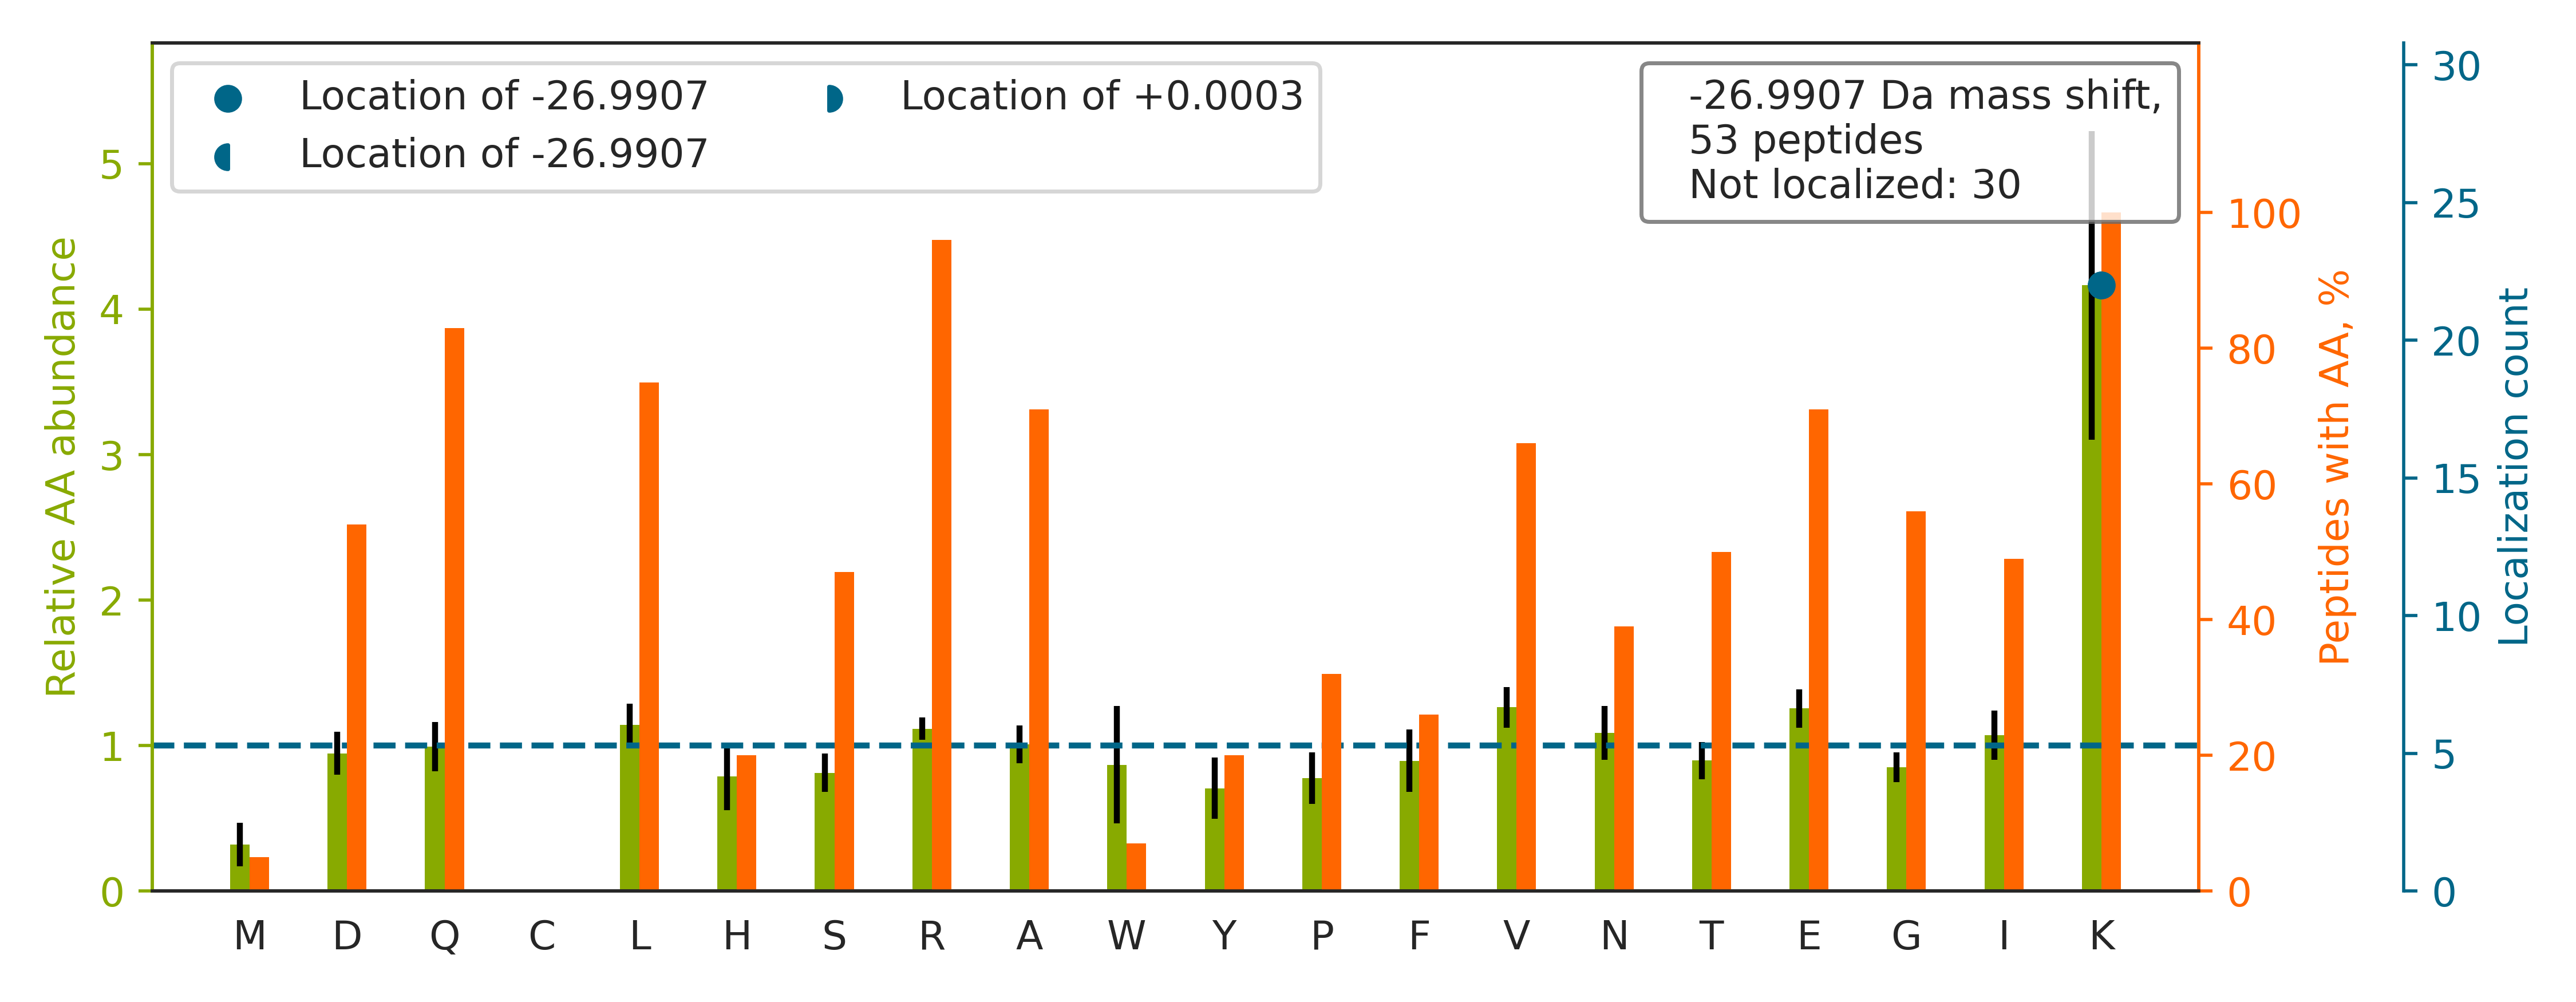 Location of -26.9907
Location of -26.9907
Location of +0.0003
-26.9907 Da mass shift,
53 peptides
Not localized: 30
Relative AA abundance
5
4
3
2
1
0
100
80
60
40
20
0
Peptides with AA, %
30
25
20
15
10
5
0
Localization count
M D Q C L H S R A W Y P F V N T E G I K